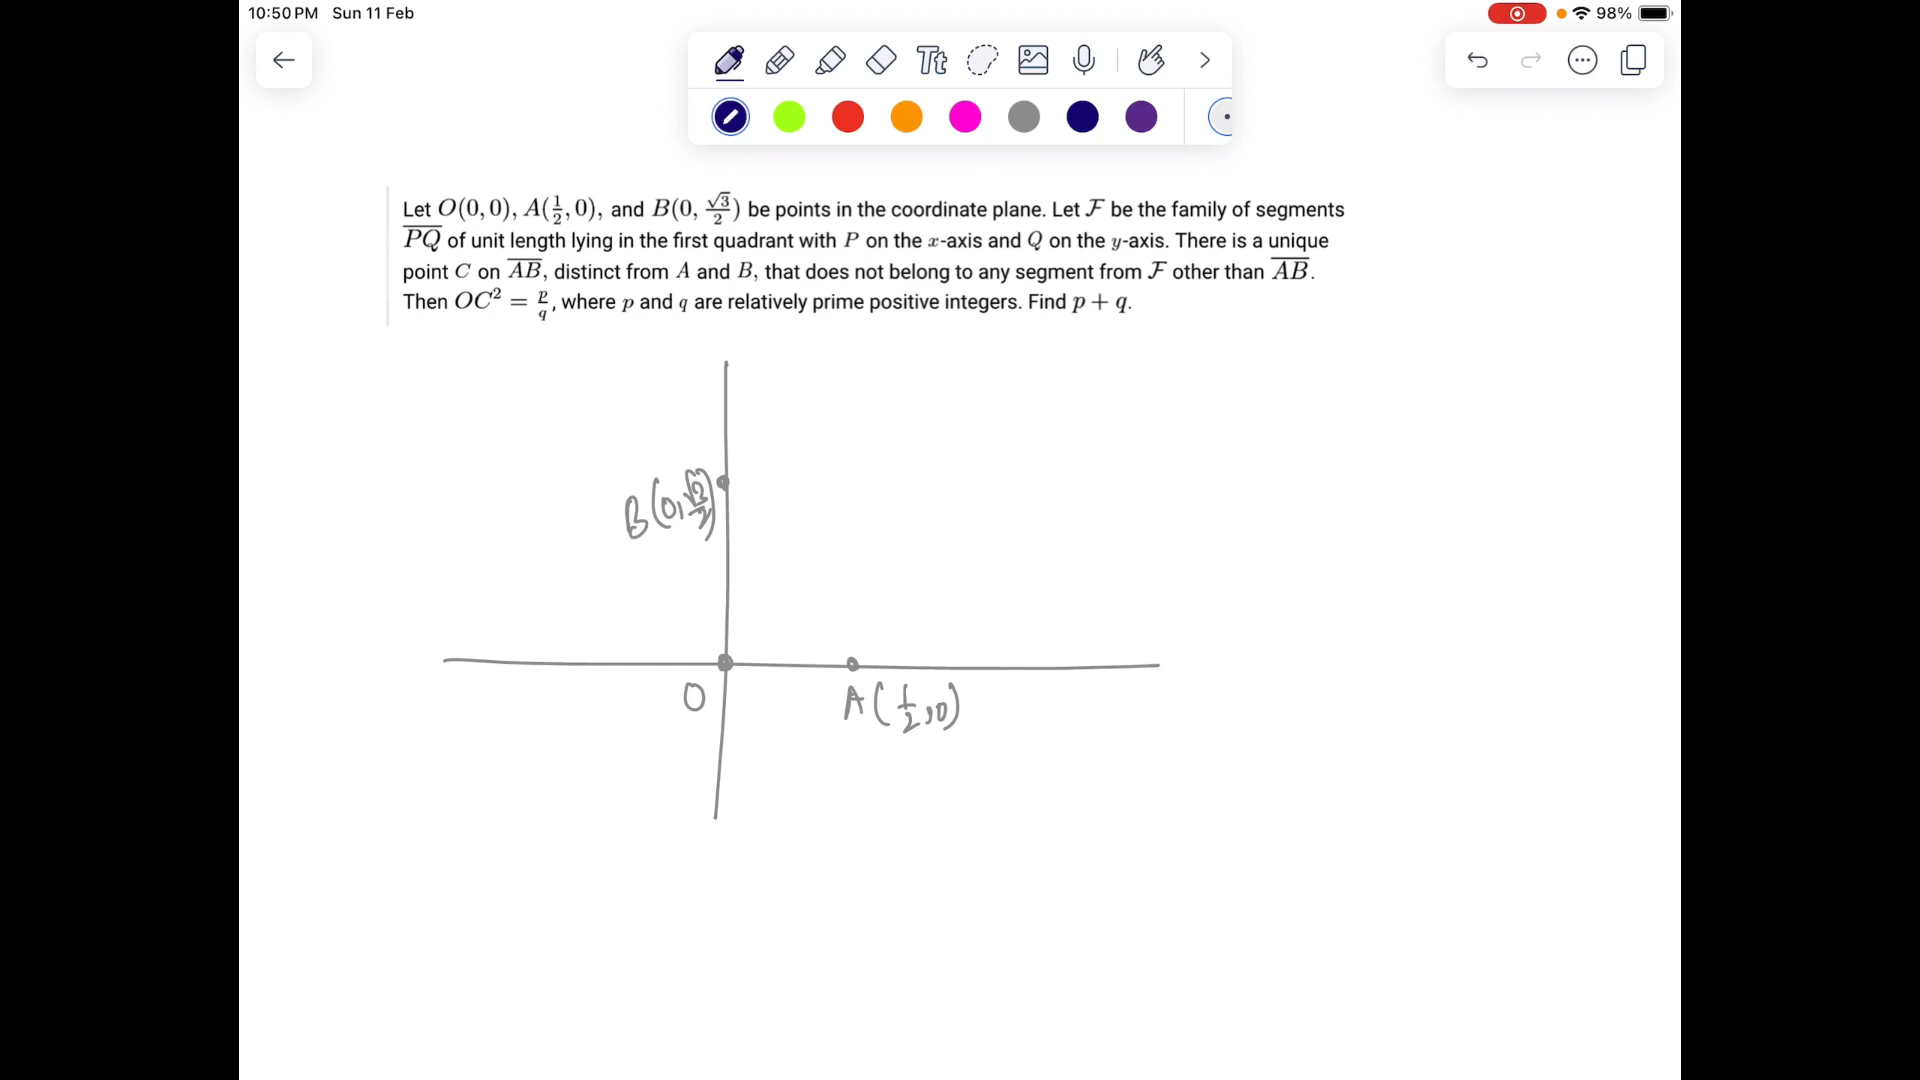 10:50 PM Sun 11 Feb
98%
Tt
Let O(0, 0), A(1/2, 0), and B(0, √3/2) be points in the coordinate plane. Let ℱ be the family of segments
P̅Q̅ of unit length lying in the first quadrant with P on the x-axis and Q on the y-axis. There is a unique
point C on A̅B̅, distinct from A and B, that does not belong to any segment from ℱ other than A̅B̅.
Then OC² = p/q, where p and q are relatively prime positive integers. Find p + q.
B(0, √3/2)
O
A(1/2, 0)